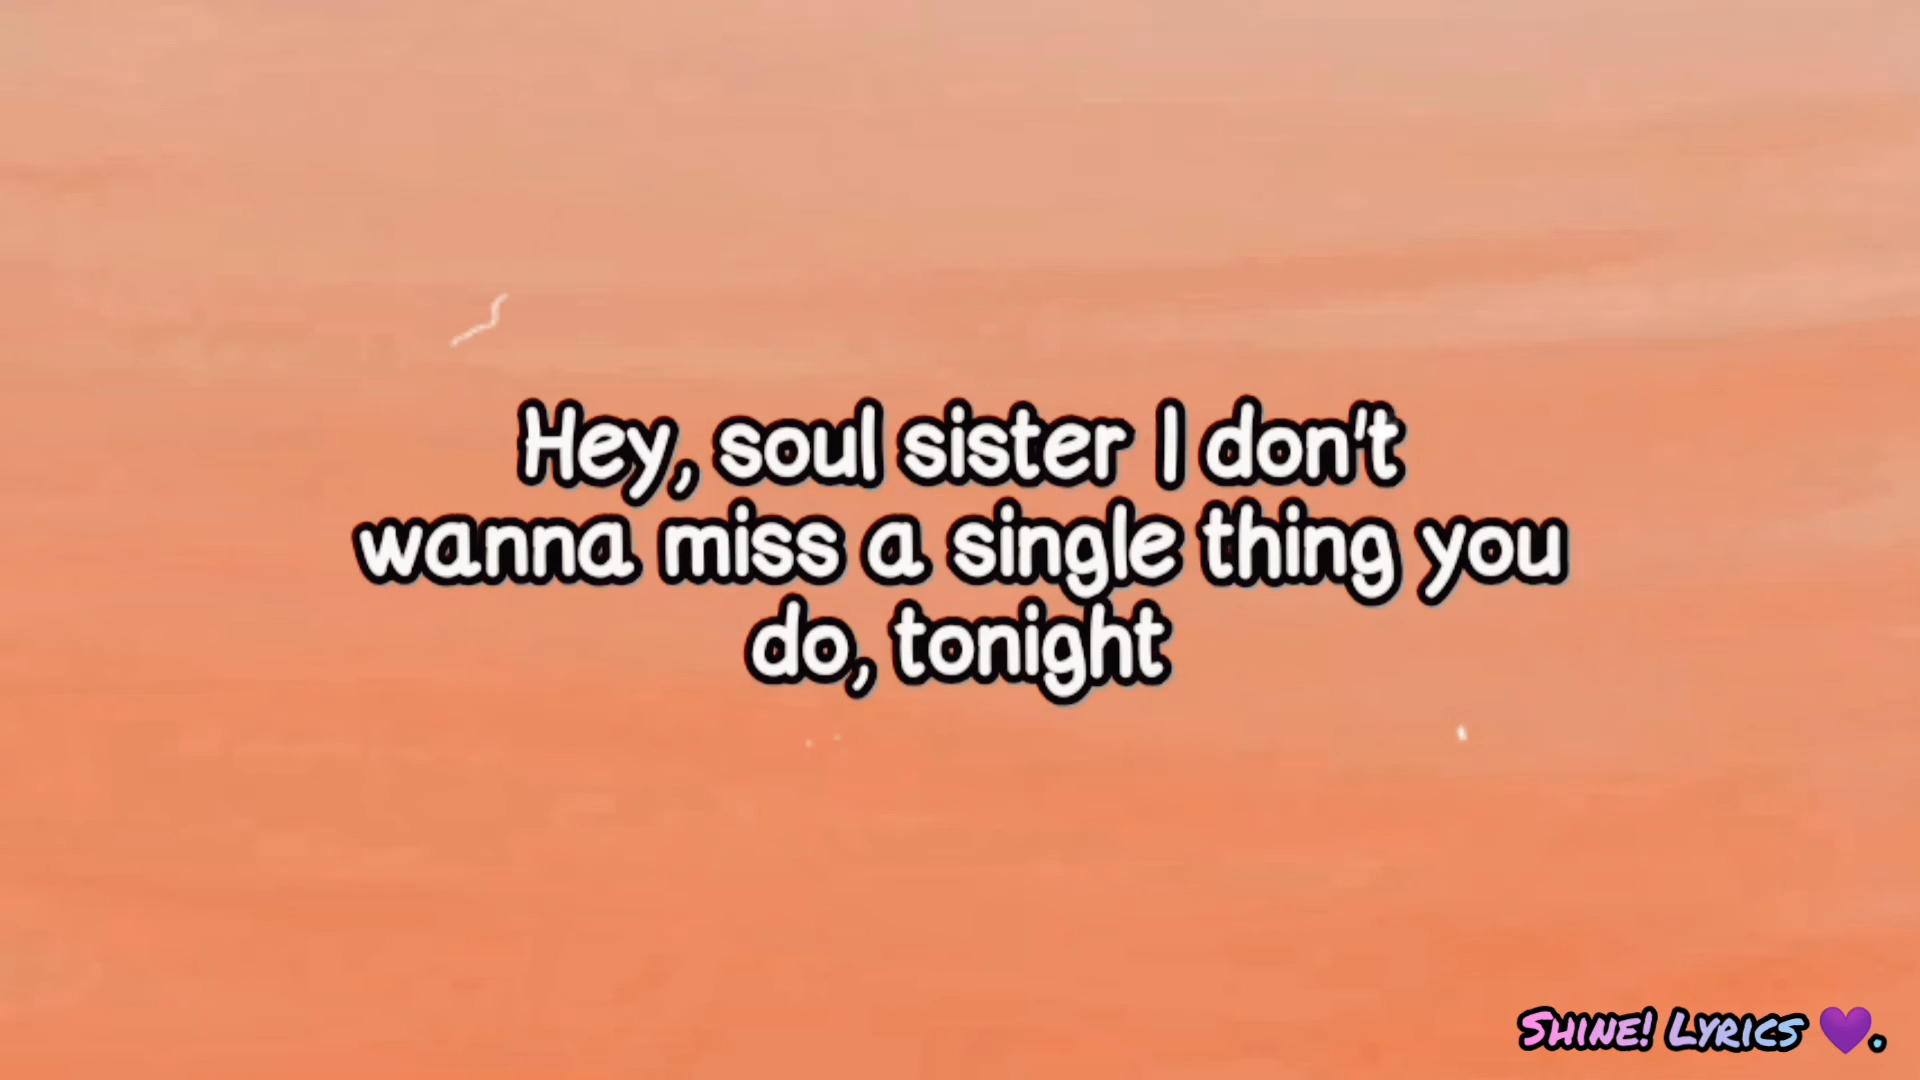 Hey, soul sister I don't
wanna miss a single thing you
do, tonight
SHINE! LYRICS 💜.